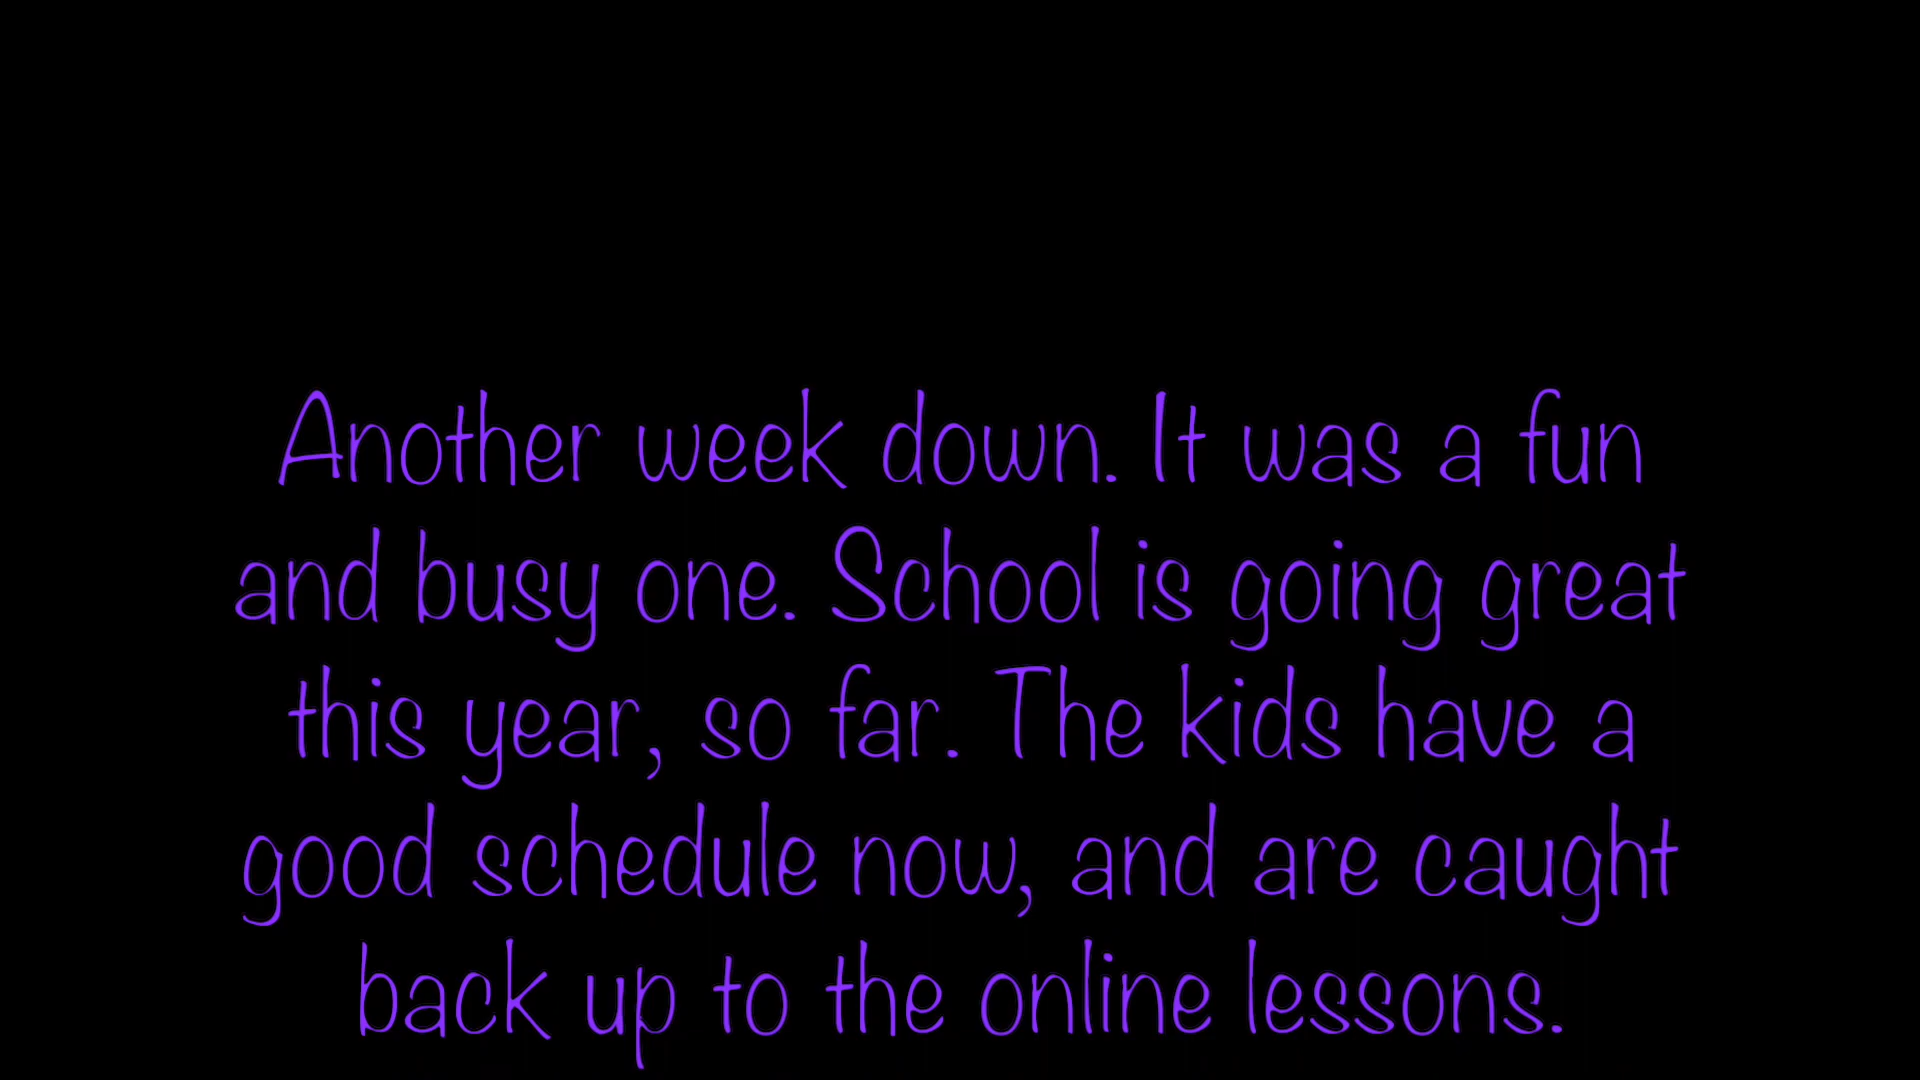 Another week down. It was a fun
and busy one. School is going great
this year, so far. The kids have a
good schedule now, and are caught
back up to the online lessons.